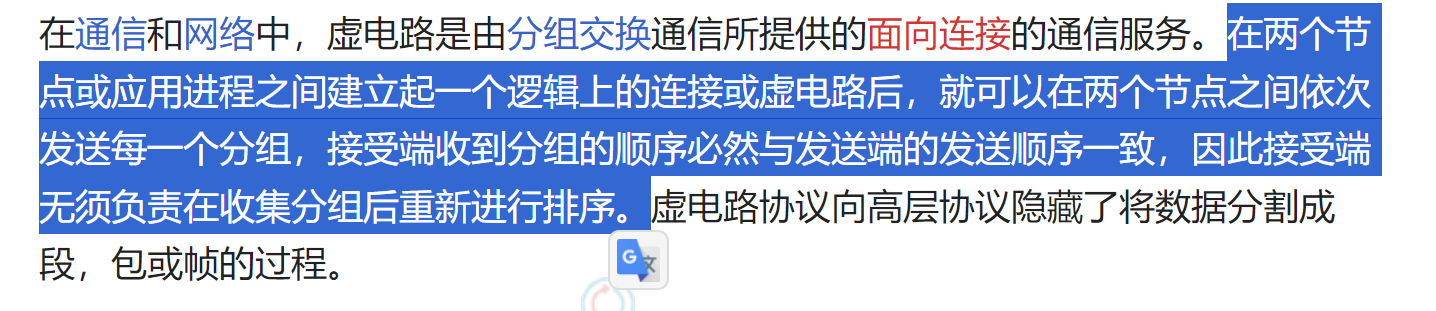 在通信和网络中，虚电路是由分组交换通信所提供的面向连接的通信服务。在两个节
点或应用进程之间建立起一个逻辑上的连接或虚电路后，就可以在两个节点之间依次
发送每一个分组，接受端收到分组的顺序必然与发送端的发送顺序一致，因此接受端
无须负责在收集分组后重新进行排序。虚电路协议向高层协议隐藏了将数据分割成
段，包或帧的过程。
G 文